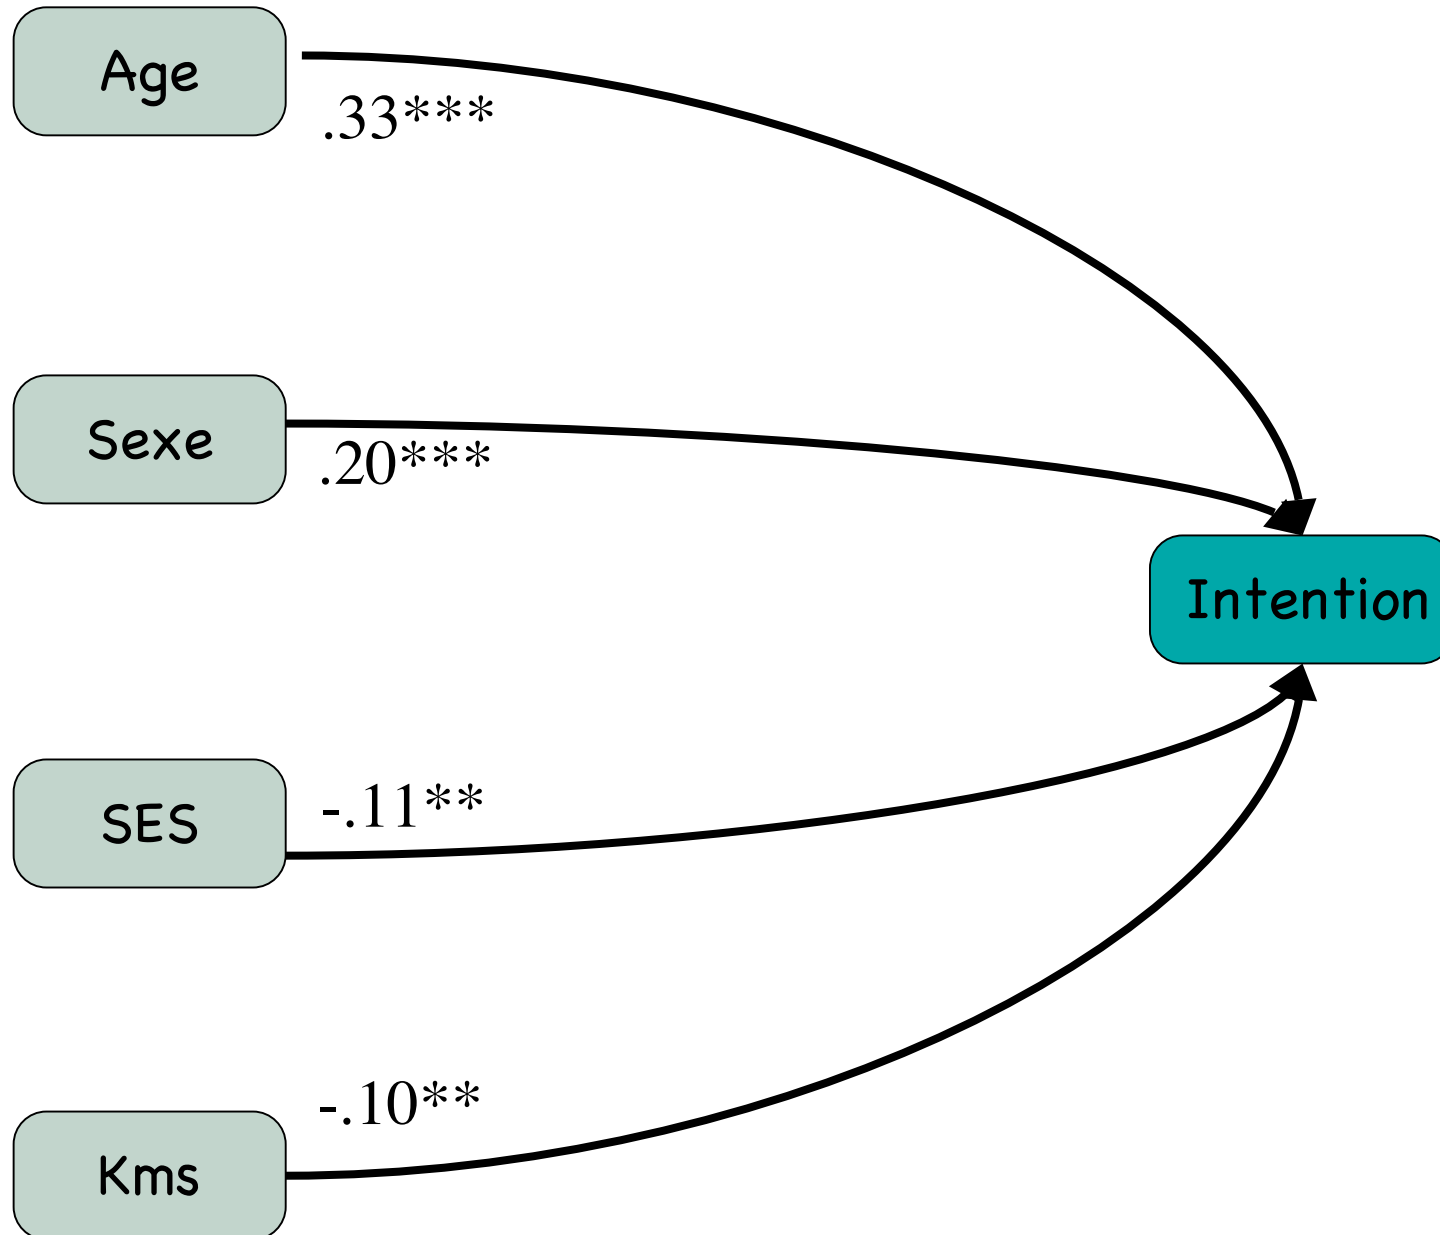 Age
.33***
Sexe
.20***
Intention
SES
-.11**
-.10**
Kms